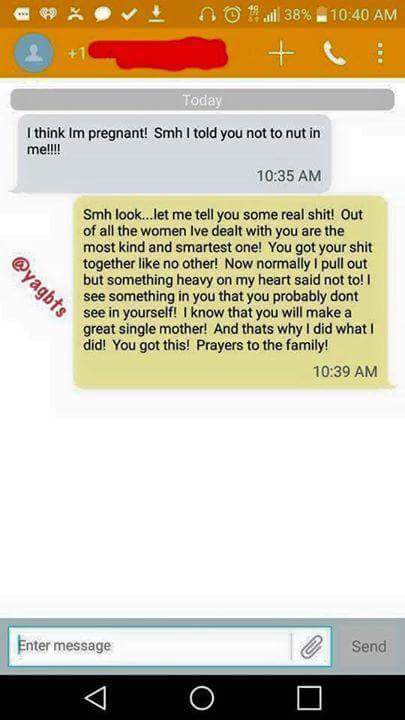 38% 10:40 AM
+1
Today
I think Im pregnant! Smh I told you not to nut in
me!!!!
10:35 AM
Smh look...let me tell you some real shit! Out
of all the women Ive dealt with you are the
most kind and smartest one! You got your shit
together like no other! Now normally I pull out
but something heavy on my heart said not to! I
see something in you that you probably dont
see in yourself! I know that you will make a
great single mother! And thats why I did what I
did! You got this! Prayers to the family!
10:39 AM
@yagbts
Enter message
Send